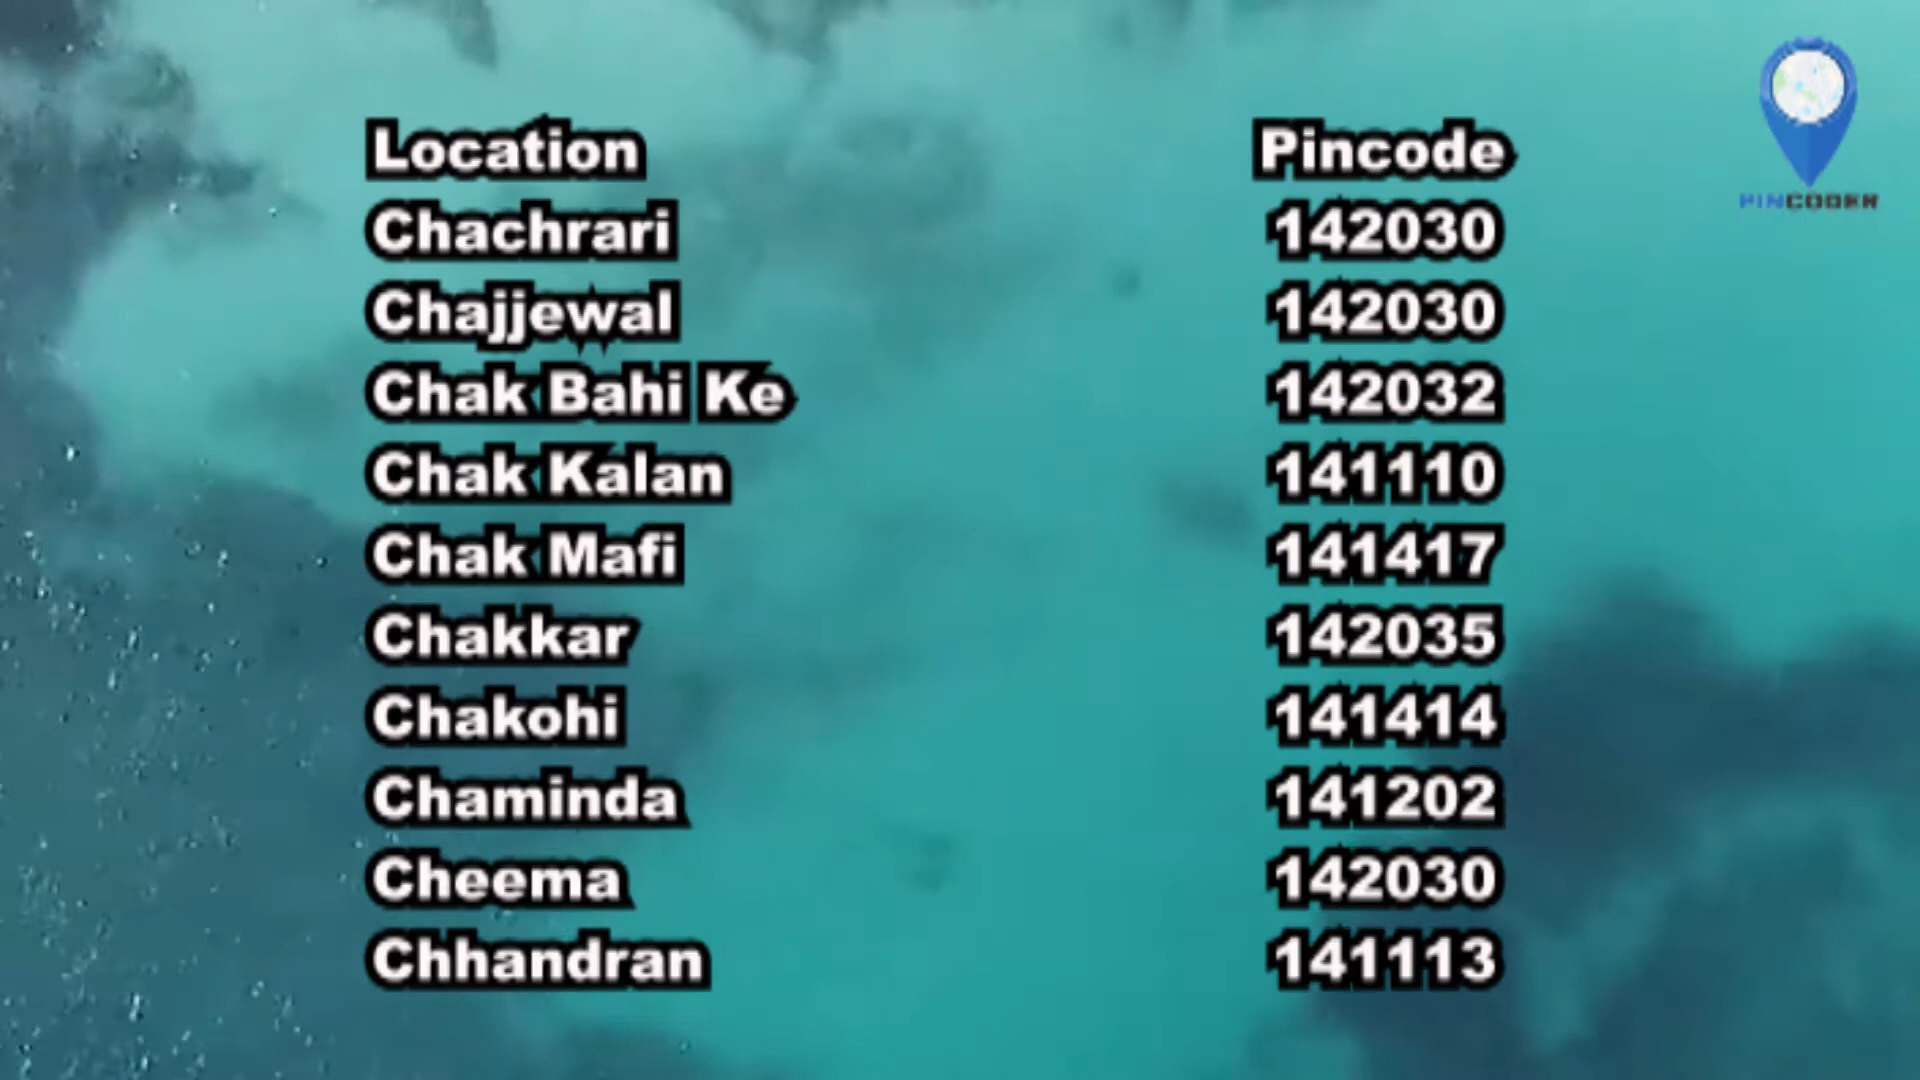 Location Pincode
Chachrari 142030
Chajjewal 142030
Chak Bahi Ke 142032
Chak Kalan 141110
Chak Mafi 141417
Chakkar 142035
Chakohi 141414
Chaminda 141202
Cheema 142030
Chhandran 141113
PINCODER